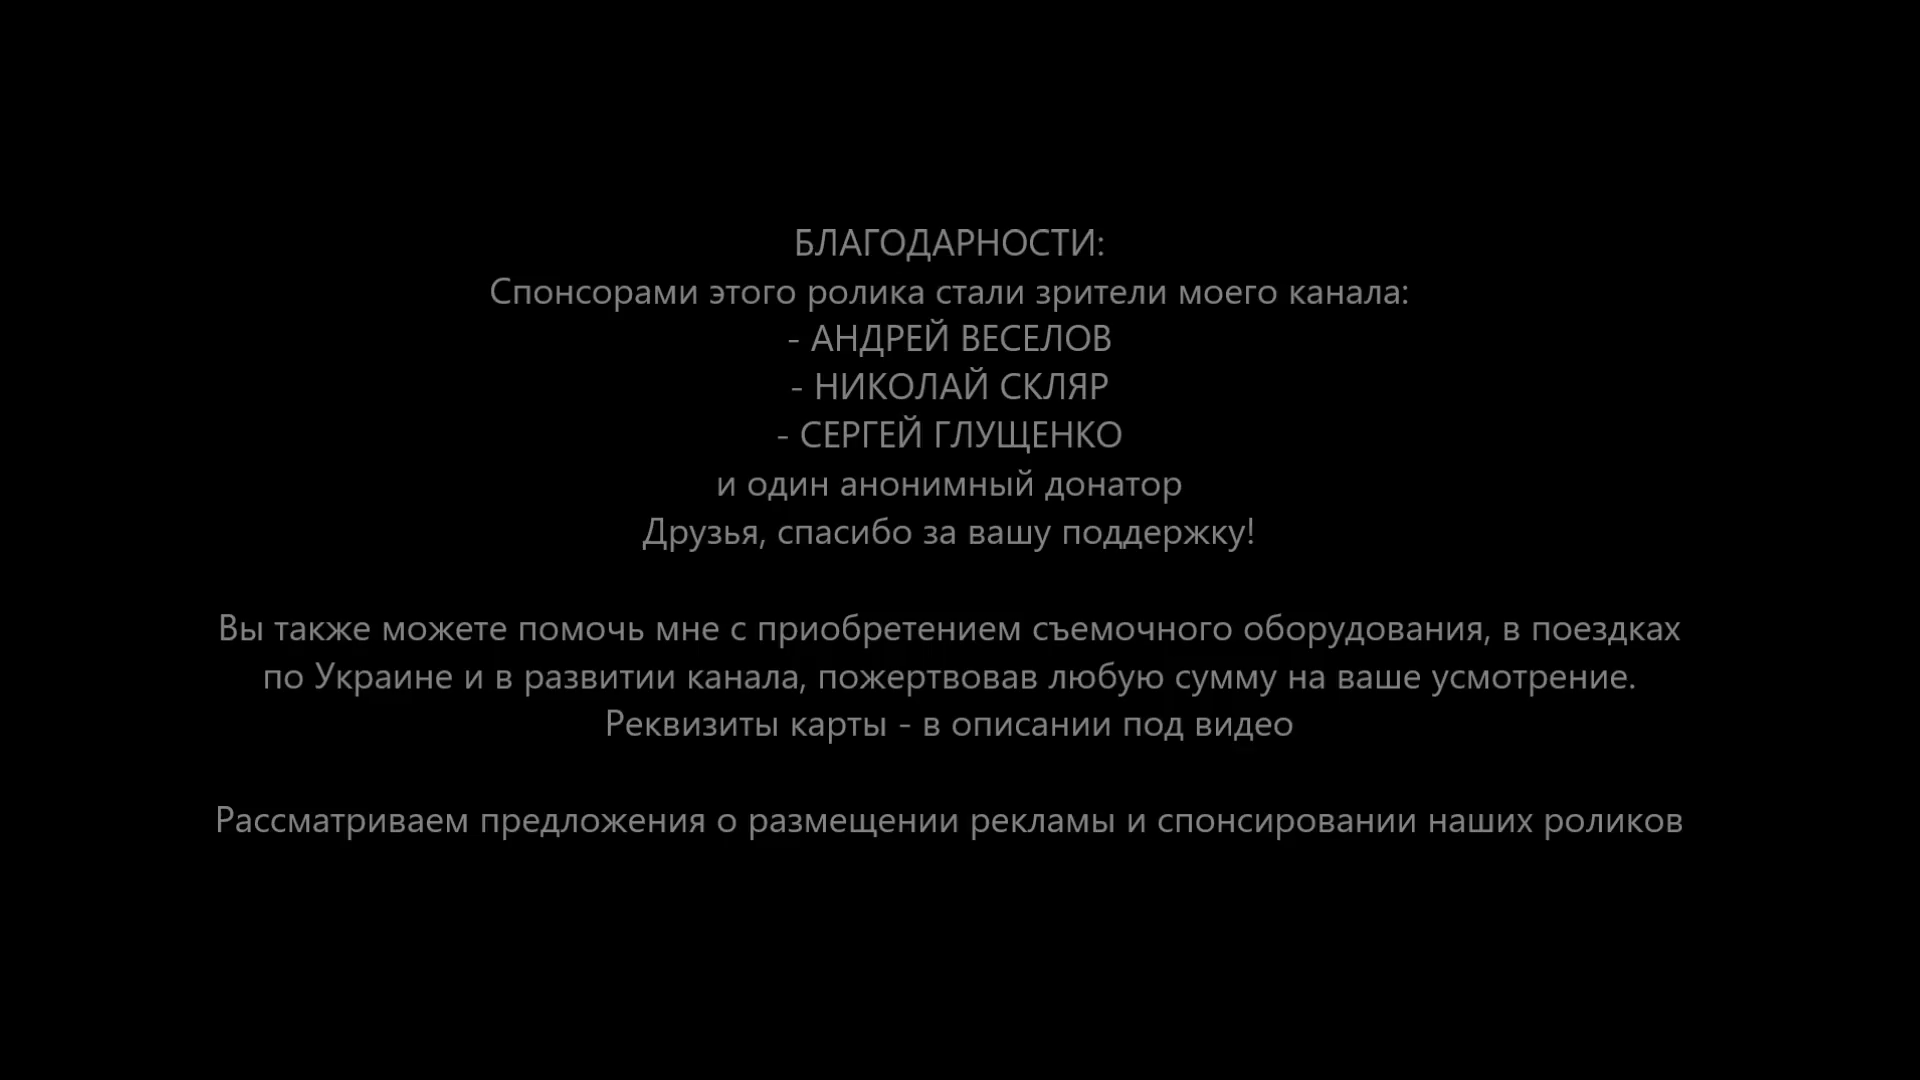 БЛАГОДАРНОСТИ:
Спонсорами этого ролика стали зрители моего канала:
- АНДРЕЙ ВЕСЕЛОВ
- НИКОЛАЙ СКЛЯР
- СЕРГЕЙ ГЛУЩЕНКО
и один анонимный донатор
Друзья, спасибо за вашу поддержку!
Вы также можете помочь мне с приобретением съемочного оборудования, в поездках
по Украине и в развитии канала, пожертвовав любую сумму на ваше усмотрение.
Реквизиты карты - в описании под видео
Рассматриваем предложения о размещении рекламы и спонсировании наших роликов